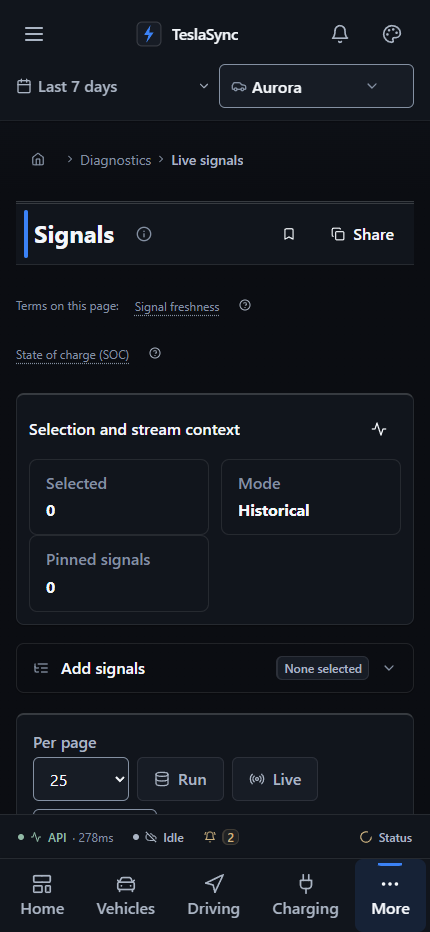 TeslaSync
Last 7 days
Aurora
Diagnostics
Live signals
Signals
Share
Terms on this page:
Signal freshness
State of charge (SOC)
Selection and stream context
Selected
0
Mode
Historical
Pinned signals
0
Add signals
None selected
Per page
25
Run
Live
API · 278ms
Idle
2
Status
Home
Vehicles
Driving
Charging
More